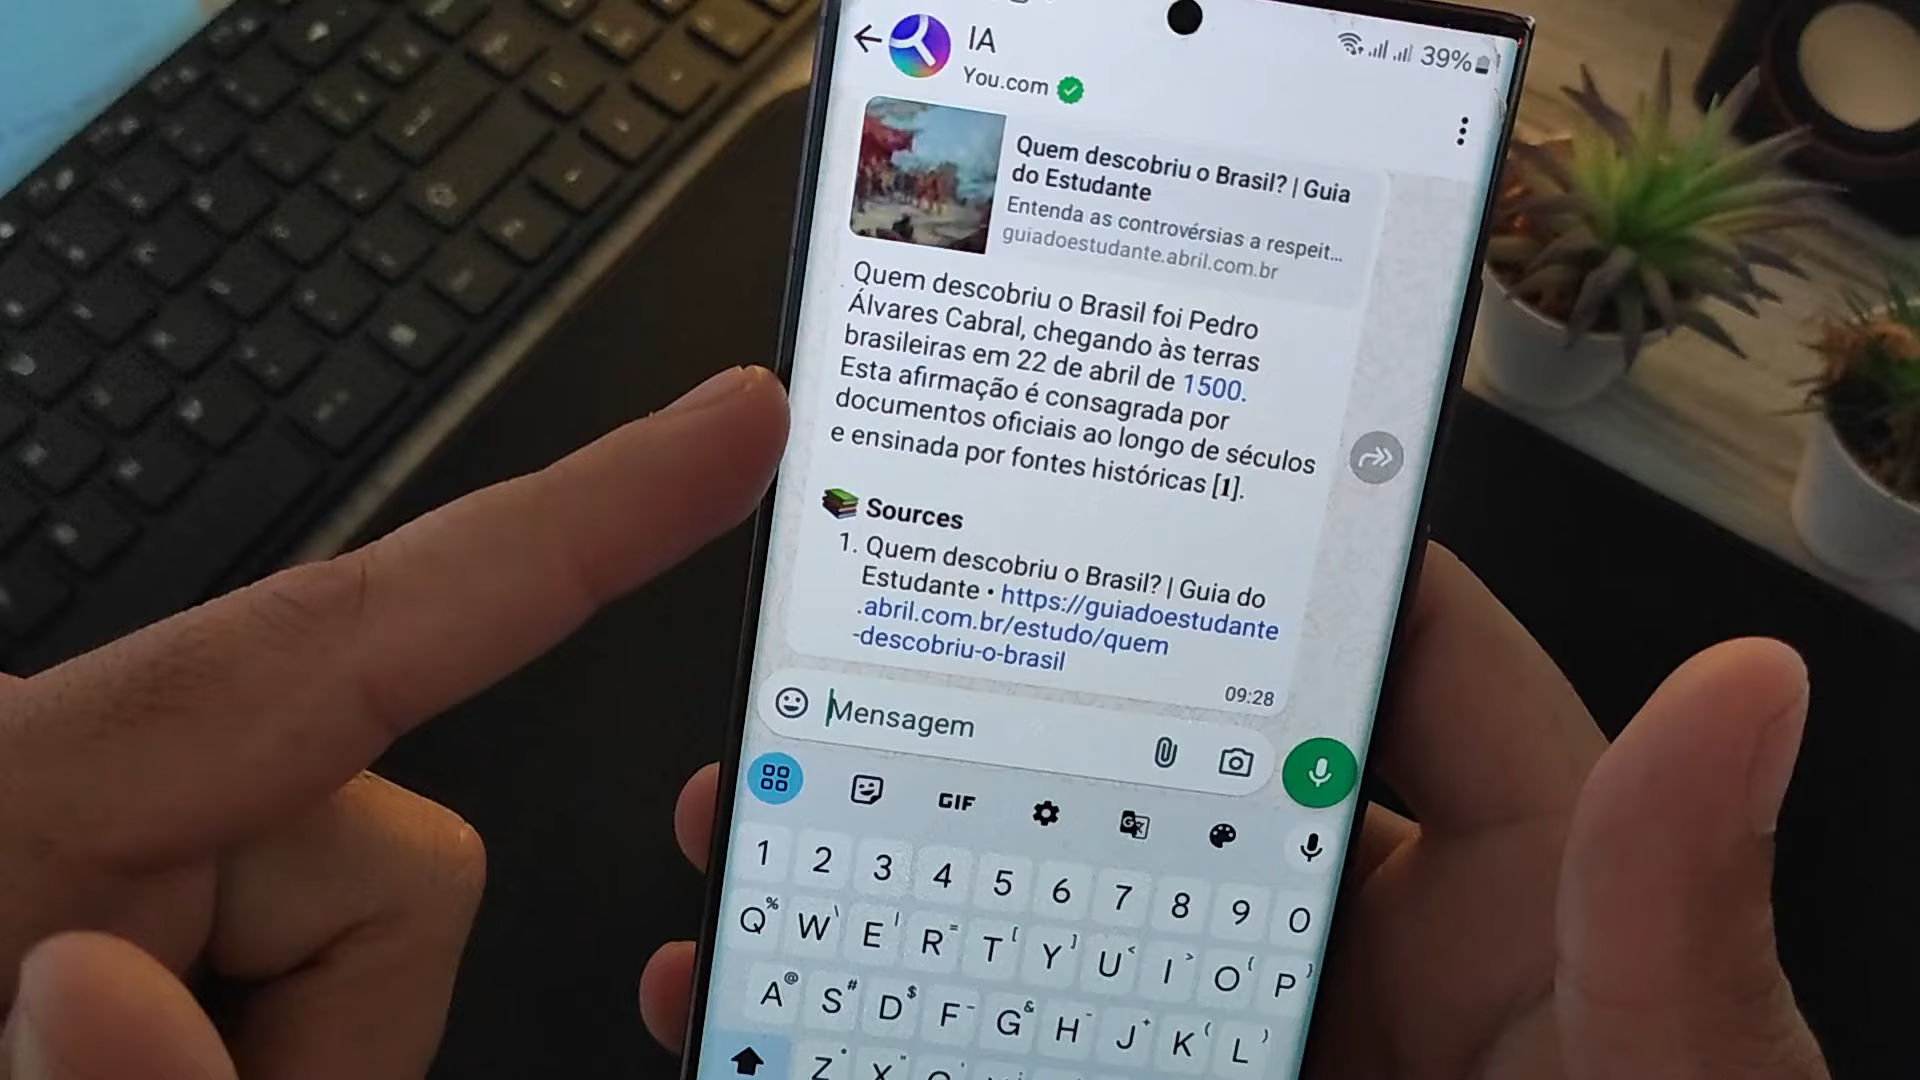 IA
39%
You.com
Quem descobriu o Brasil? | Guia
do Estudante
Entenda as controvérsias a respeit...
guiadoestudante.abril.com.br
Quem descobriu o Brasil foi Pedro
Álvares Cabral, chegando às terras
brasileiras em 22 de abril de 1500.
Esta afirmação é consagrada por
documentos oficiais ao longo de séculos
e ensinada por fontes históricas [1].
Sources
1. Quem descobriu o Brasil? | Guia do
Estudante • https://guiadoestudante
.abril.com.br/estudo/quem
-descobriu-o-brasil
09:28
Mensagem
GIF
1 2 3 4 5 6 7 8 9 0
Q% W\ E| R= T[ Y] U< I> O{ P}
A@ S# D$ F- G& H- J+ K( L)
Z X